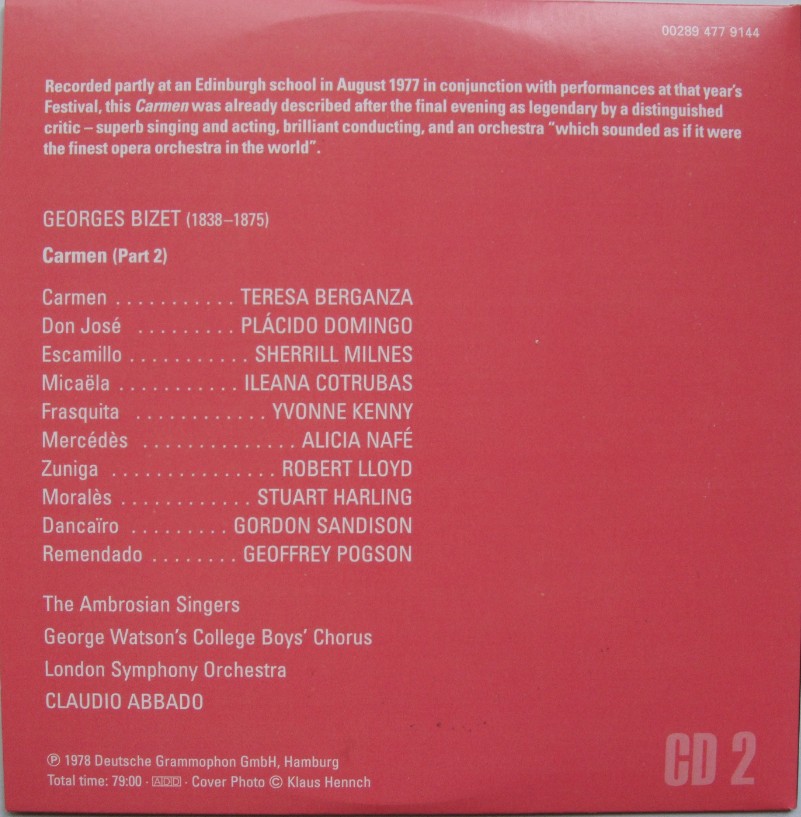 00289 477 9144
Recorded partly at an Edinburgh school in August 1977 in conjunction with performances at that year's
Festival, this Carmen was already described after the final evening as legendary by a distinguished
critic – superb singing and acting, brilliant conducting, and an orchestra "which sounded as if it were
the finest opera orchestra in the world".
GEORGES BIZET (1838–1875)
Carmen (Part 2)
Carmen . . . . . . . . . . . TERESA BERGANZA
Don José . . . . . . . . . PLÁCIDO DOMINGO
Escamillo . . . . . . . . . . . SHERRILL MILNES
Micaëla . . . . . . . . . . . ILEANA COTRUBAS
Frasquita . . . . . . . . . . . . YVONNE KENNY
Mercédès . . . . . . . . . . . . . . ALICIA NAFÉ
Zuniga . . . . . . . . . . . . . . . ROBERT LLOYD
Moralès . . . . . . . . . . . . STUART HARLING
Dancaïro . . . . . . . . . GORDON SANDISON
Remendado . . . . . . . . GEOFFREY POGSON
The Ambrosian Singers
George Watson's College Boys' Chorus
London Symphony Orchestra
CLAUDIO ABBADO
℗ 1978 Deutsche Grammophon GmbH, Hamburg
Total time: 79:00 · ADD · Cover Photo © Klaus Hennch
CD 2